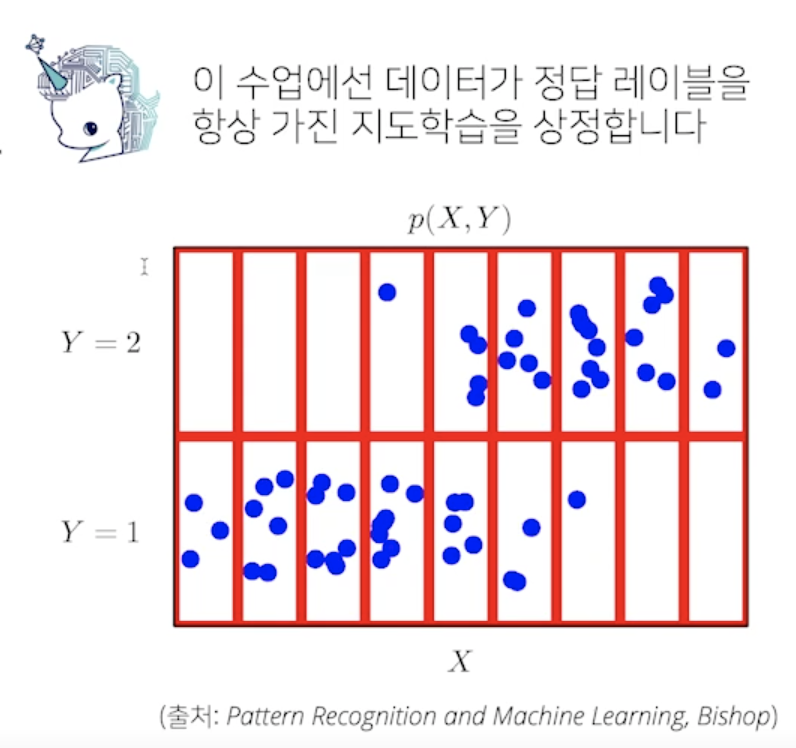 이 수업에선 데이터가 정답 레이블을
항상 가진 지도학습을 상정합니다
p(X, Y)
Y = 2
Y = 1
X
(출처: Pattern Recognition and Machine Learning, Bishop)